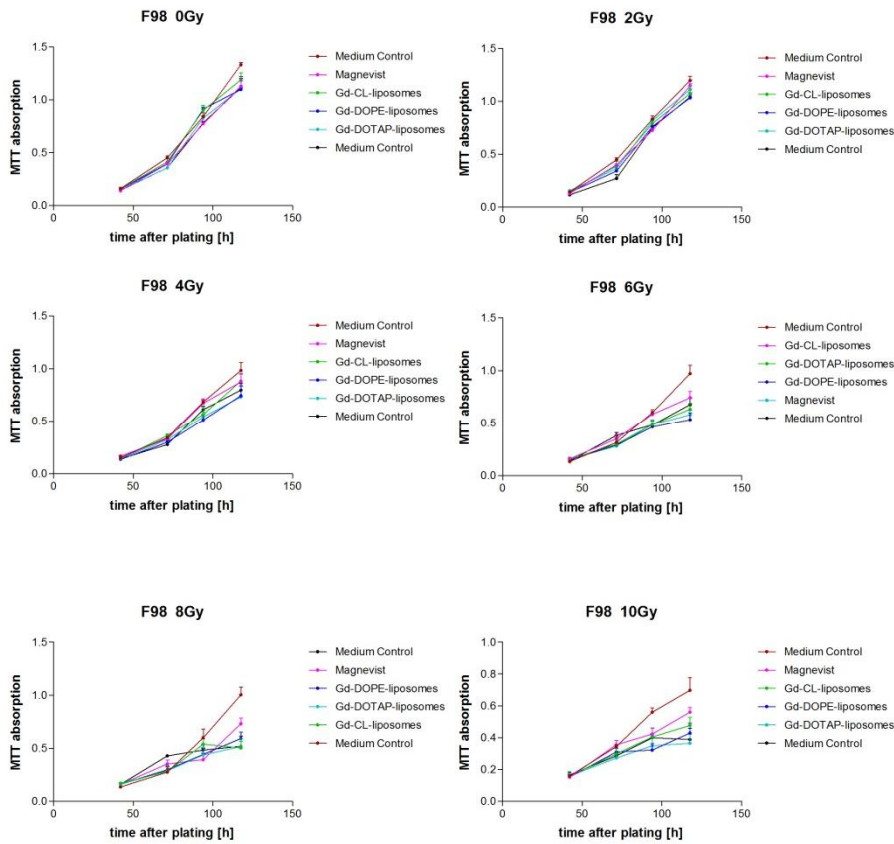 F98 0Gy
MTT absorption
1.5
1.0
0.5
0.0
0
50
100
150
time after plating [h]
Medium Control
Magnevist
Gd-CL-liposomes
Gd-DOPE-liposomes
Gd-DOTAP-liposomes
Medium Control
F98 2Gy
MTT absorption
1.5
1.0
0.5
0.0
0
50
100
150
time after plating [h]
Medium Control
Magnevist
Gd-CL-liposomes
Gd-DOPE-liposomes
Gd-DOTAP-liposomes
Medium Control
F98 4Gy
MTT absorption
1.5
1.0
0.5
0.0
0
50
100
150
time after plating [h]
Medium Control
Magnevist
Gd-CL-liposomes
Gd-DOPE-liposomes
Gd-DOTAP-liposomes
Medium Control
F98 6Gy
MTT absorption
1.5
1.0
0.5
0.0
0
50
100
150
time after plating [h]
Medium Control
Gd-CL-liposomes
Gd-DOTAP-liposomes
Gd-DOPE-liposomes
Magnevist
Medium Control
F98 8Gy
MTT absorption
1.5
1.0
0.5
0.0
0
50
100
150
time after plating [h]
Medium Control
Magnevist
Gd-DOPE-liposomes
Gd-DOTAP-liposomes
Gd-CL-liposomes
Medium Control
F98 10Gy
MTT absorption
1.0
0.8
0.6
0.4
0.2
0.0
0
50
100
150
time after plating [h]
Medium Control
Magnevist
Gd-CL-liposomes
Gd-DOPE-liposomes
Gd-DOTAP-liposomes
Medium Control